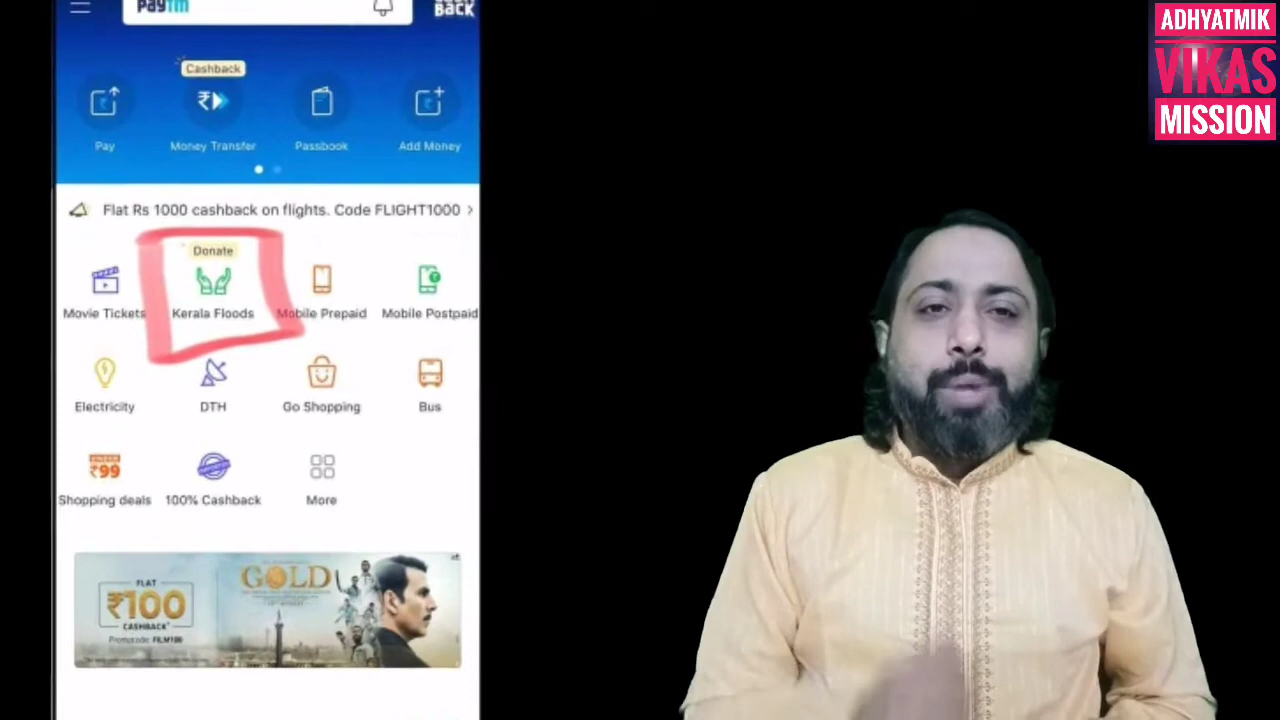 Paytm
BACK
Cashback
Pay
Money Transfer
Passbook
Add Money
Flat Rs 1000 cashback on flights. Code FLIGHT1000 >
Donate
Movie Tickets
Kerala Floods
Mobile Prepaid
Mobile Postpaid
Electricity
DTH
Go Shopping
Bus
₹99
Shopping deals
100% Cashback
More
FLAT
₹100
CASHBACK*
Promocode: FILM100
GOLD
ADHYATMIK
VIKAS
MISSION